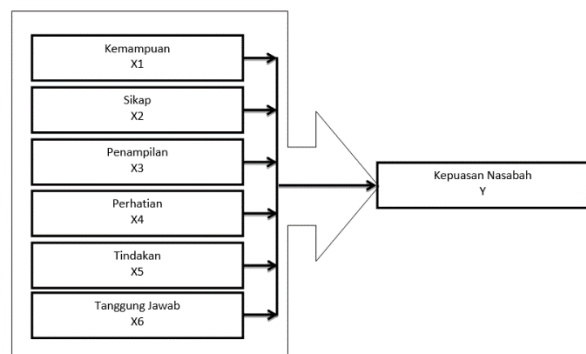 Kemampuan
X1
Sikap
X2
Penampilan
X3
Perhatian
X4
Tindakan
X5
Tanggung Jawab
X6
Kepuasan Nasabah
Y